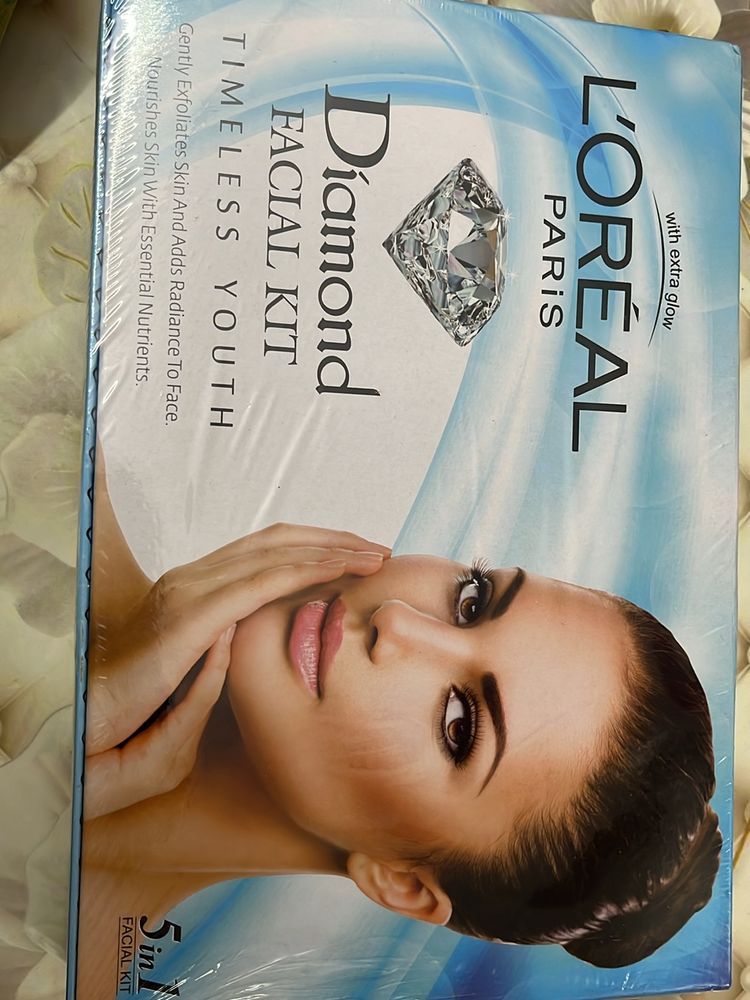 with extra glow
L'ORÉAL
PARiS
Diamond
FACIAL KIT
TIMELESS YOUTH
Gently Exfoliates Skin And Adds Radiance To Face.
Nourishes Skin With Essential Nutrients.
5 in 1
FACIAL KIT